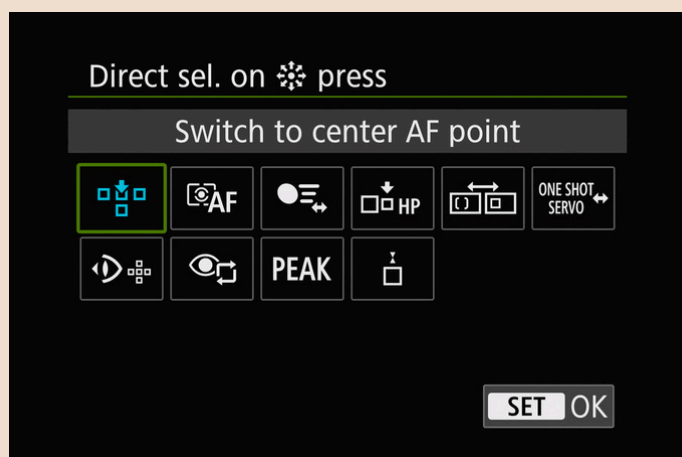 Direct sel. on press
Switch to center AF point
AF
HP
ONE SHOT
SERVO
PEAK
SET OK